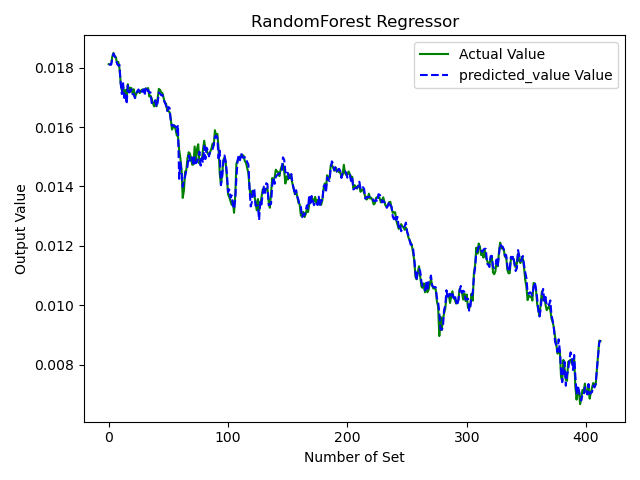 RandomForest Regressor
Actual Value
predicted_value Value
Output Value
0.018
0.016
0.014
0.012
0.010
0.008
0
100
200
300
400
Number of Set